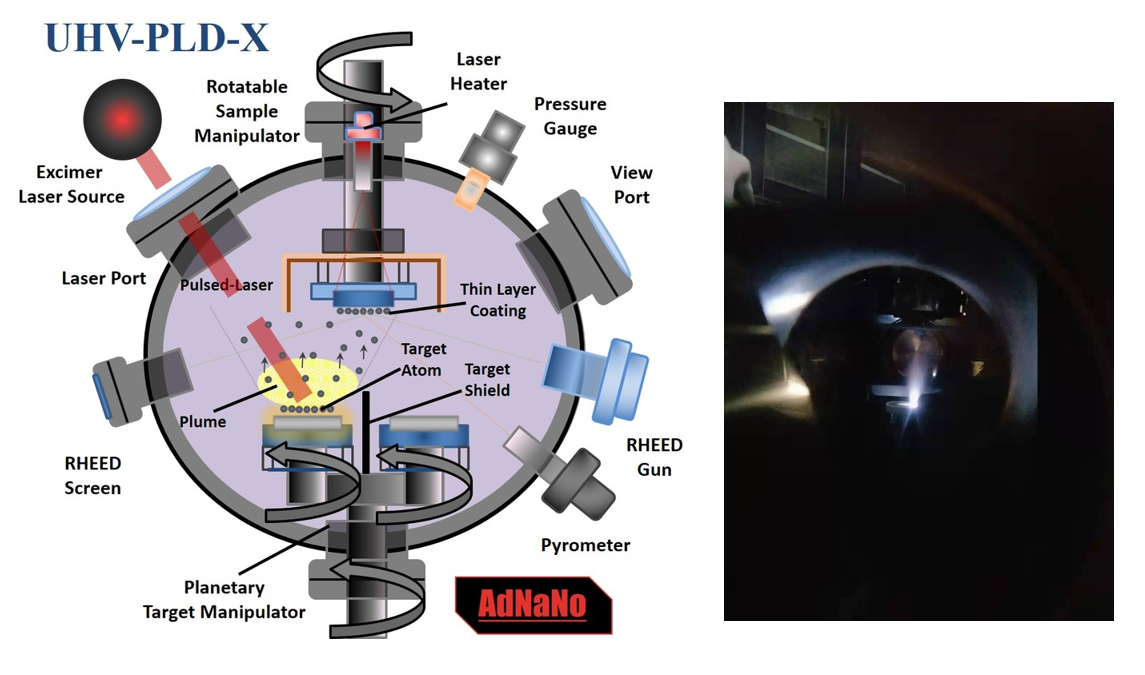 UHV-PLD-X
Rotatable
Sample
Manipulator
Laser
Heater
Pressure
Gauge
View
Port
Excimer
Laser Source
Laser Port
Pulsed-Laser
Thin Layer
Coating
Target
Atom
Target
Shield
Plume
RHEED
Screen
RHEED
Gun
Pyrometer
Planetary
Target Manipulator
AdNaNo